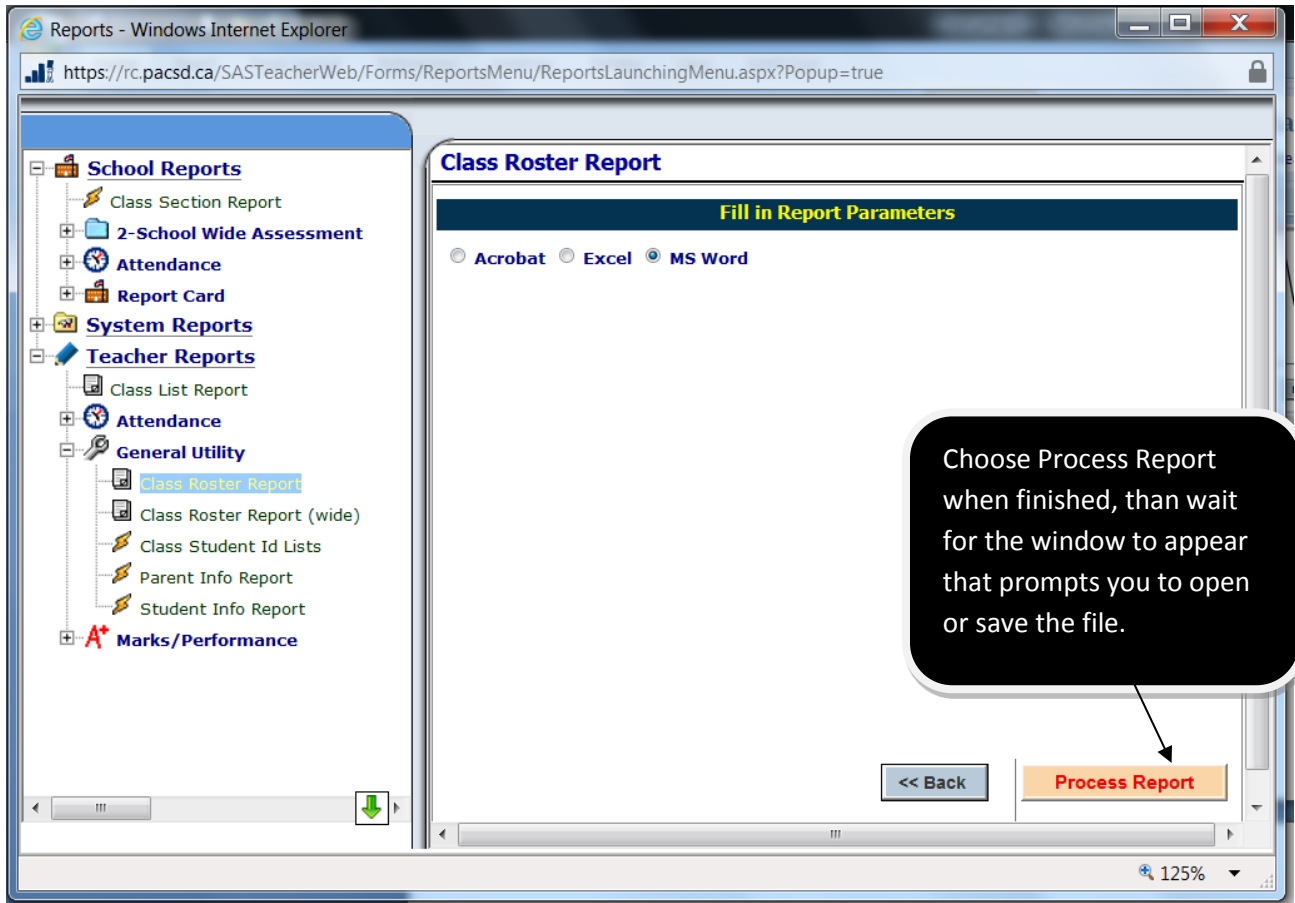 Reports - Windows Internet Explorer
https://rc.pacsd.ca/SASTeacherWeb/Forms/ReportsMenu/ReportsLaunchingMenu.aspx?Popup=true
School Reports
Class Section Report
2-School Wide Assessment
Attendance
Report Card
System Reports
Teacher Reports
Class List Report
Attendance
General Utility
Class Roster Report
Class Roster Report (wide)
Class Student Id Lists
Parent Info Report
Student Info Report
A+ Marks/Performance
Class Roster Report
Fill in Report Parameters
Acrobat Excel MS Word
Choose Process Report
when finished, than wait
for the window to appear
that prompts you to open
or save the file.
<< Back
Process Report
125%